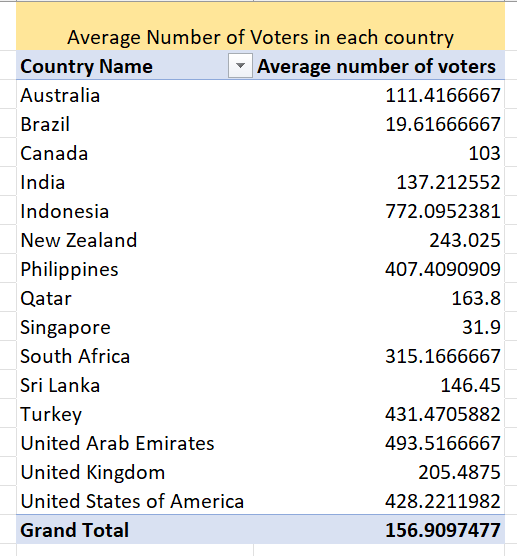 Average Number of Voters in each country
Country Name Average number of voters
Australia 111.4166667
Brazil 19.61666667
Canada 103
India 137.212552
Indonesia 772.0952381
New Zealand 243.025
Philippines 407.4090909
Qatar 163.8
Singapore 31.9
South Africa 315.1666667
Sri Lanka 146.45
Turkey 431.4705882
United Arab Emirates 493.5166667
United Kingdom 205.4875
United States of America 428.2211982
Grand Total 156.9097477